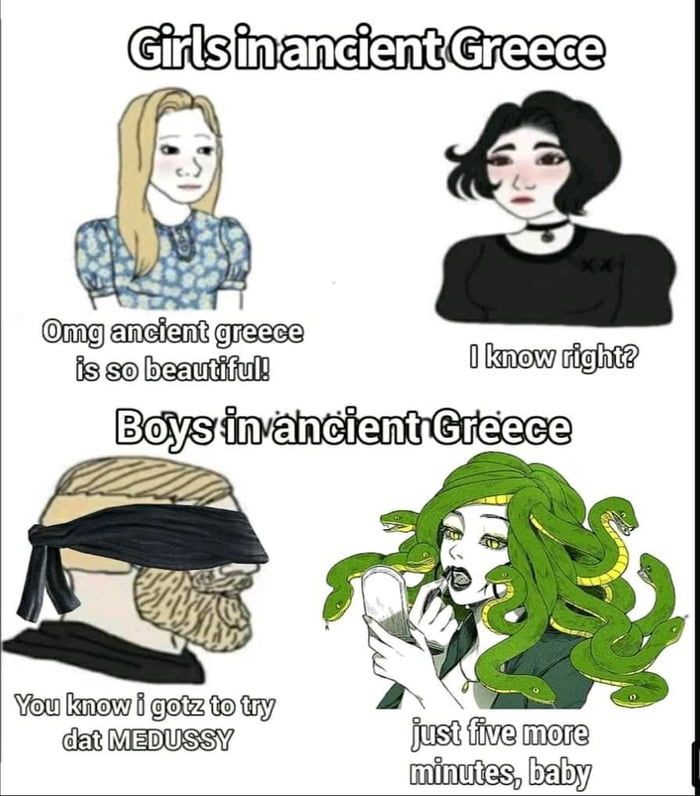 Girls in ancient Greece
Omg ancient greece
is so beautiful!
I know right?
Boys in ancient Greece
You know i gotz to try
dat MEDUSSY
just five more
minutes, baby